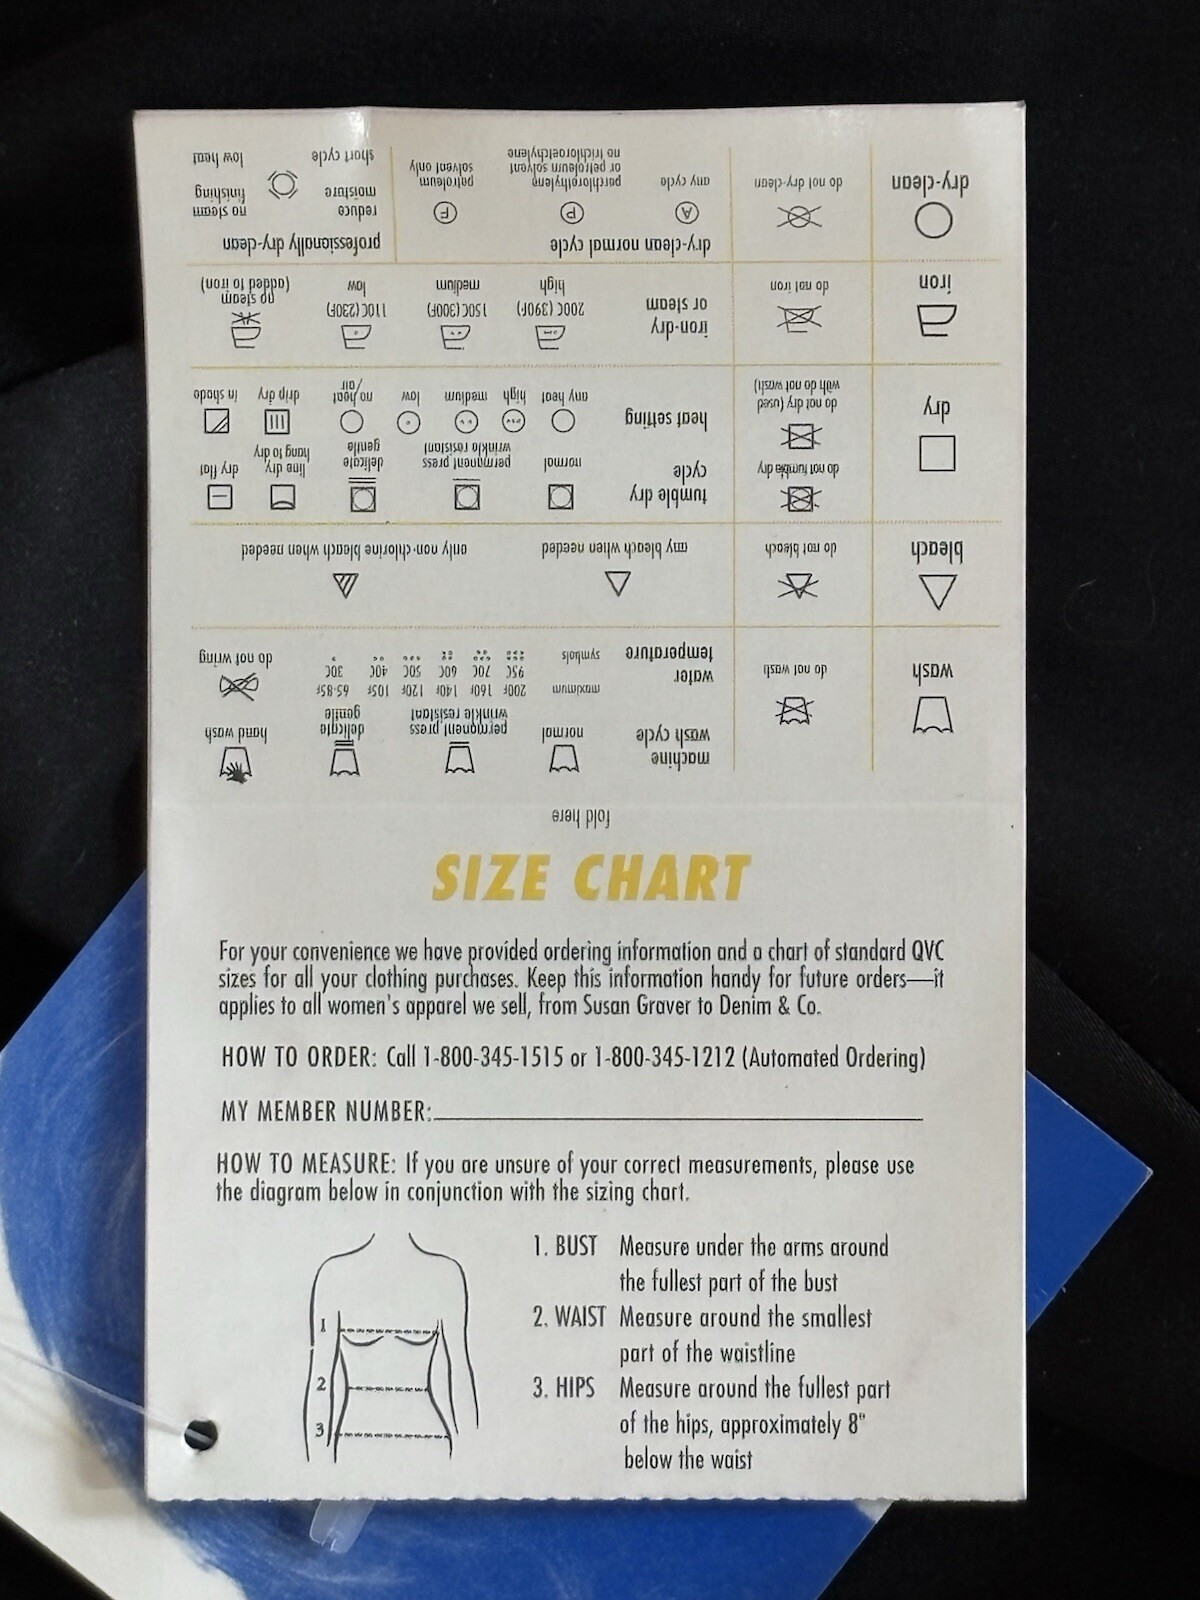 wash
do not wash
machine
wash cycle
normal
permanent press
wrinkle resistant
delicate
gentle
hand wash
water
temperature
maximum
symbols
200F 160F 140F 120F 105F 65-85F
95C 70C 60C 50C 40C 30C
do not wring
bleach
do not bleach
my bleach when needed
only non-chlorine bleach when needed
dry
do not tumble dry
do not dry (used
with do not wash)
tumble dry
cycle
normal
permanent press
wrinkle resistant
delicate
gentle
line dry
hang to dry
dry flat
heat setting
any heat
high
medium
low
no heat
/air
drip dry
in shade
iron
do not iron
iron-dry
or steam
200C (390F)
high
150C (300F)
medium
110C (230F)
low
no steam
(added to iron)
dry-clean
do not dry-clean
dry-clean normal cycle
A
any cycle
P
parchlorothylene
or petroleum solvent
no trichloroethylene
F
petroleum
solvent only
professionally dry-clean
reduce
moisture
short cycle
no steam
finishing
low heat
fold here
SIZE CHART
For your convenience we have provided ordering information and a chart of standard QVC
sizes for all your clothing purchases. Keep this information handy for future orders—it
applies to all women's apparel we sell, from Susan Graver to Denim & Co.
HOW TO ORDER: Call 1-800-345-1515 or 1-800-345-1212 (Automated Ordering)
MY MEMBER NUMBER:
HOW TO MEASURE: If you are unsure of your correct measurements, please use
the diagram below in conjunction with the sizing chart.
1
2
3
1. BUST Measure under the arms around
the fullest part of the bust
2. WAIST Measure around the smallest
part of the waistline
3. HIPS Measure around the fullest part
of the hips, approximately 8"
below the waist